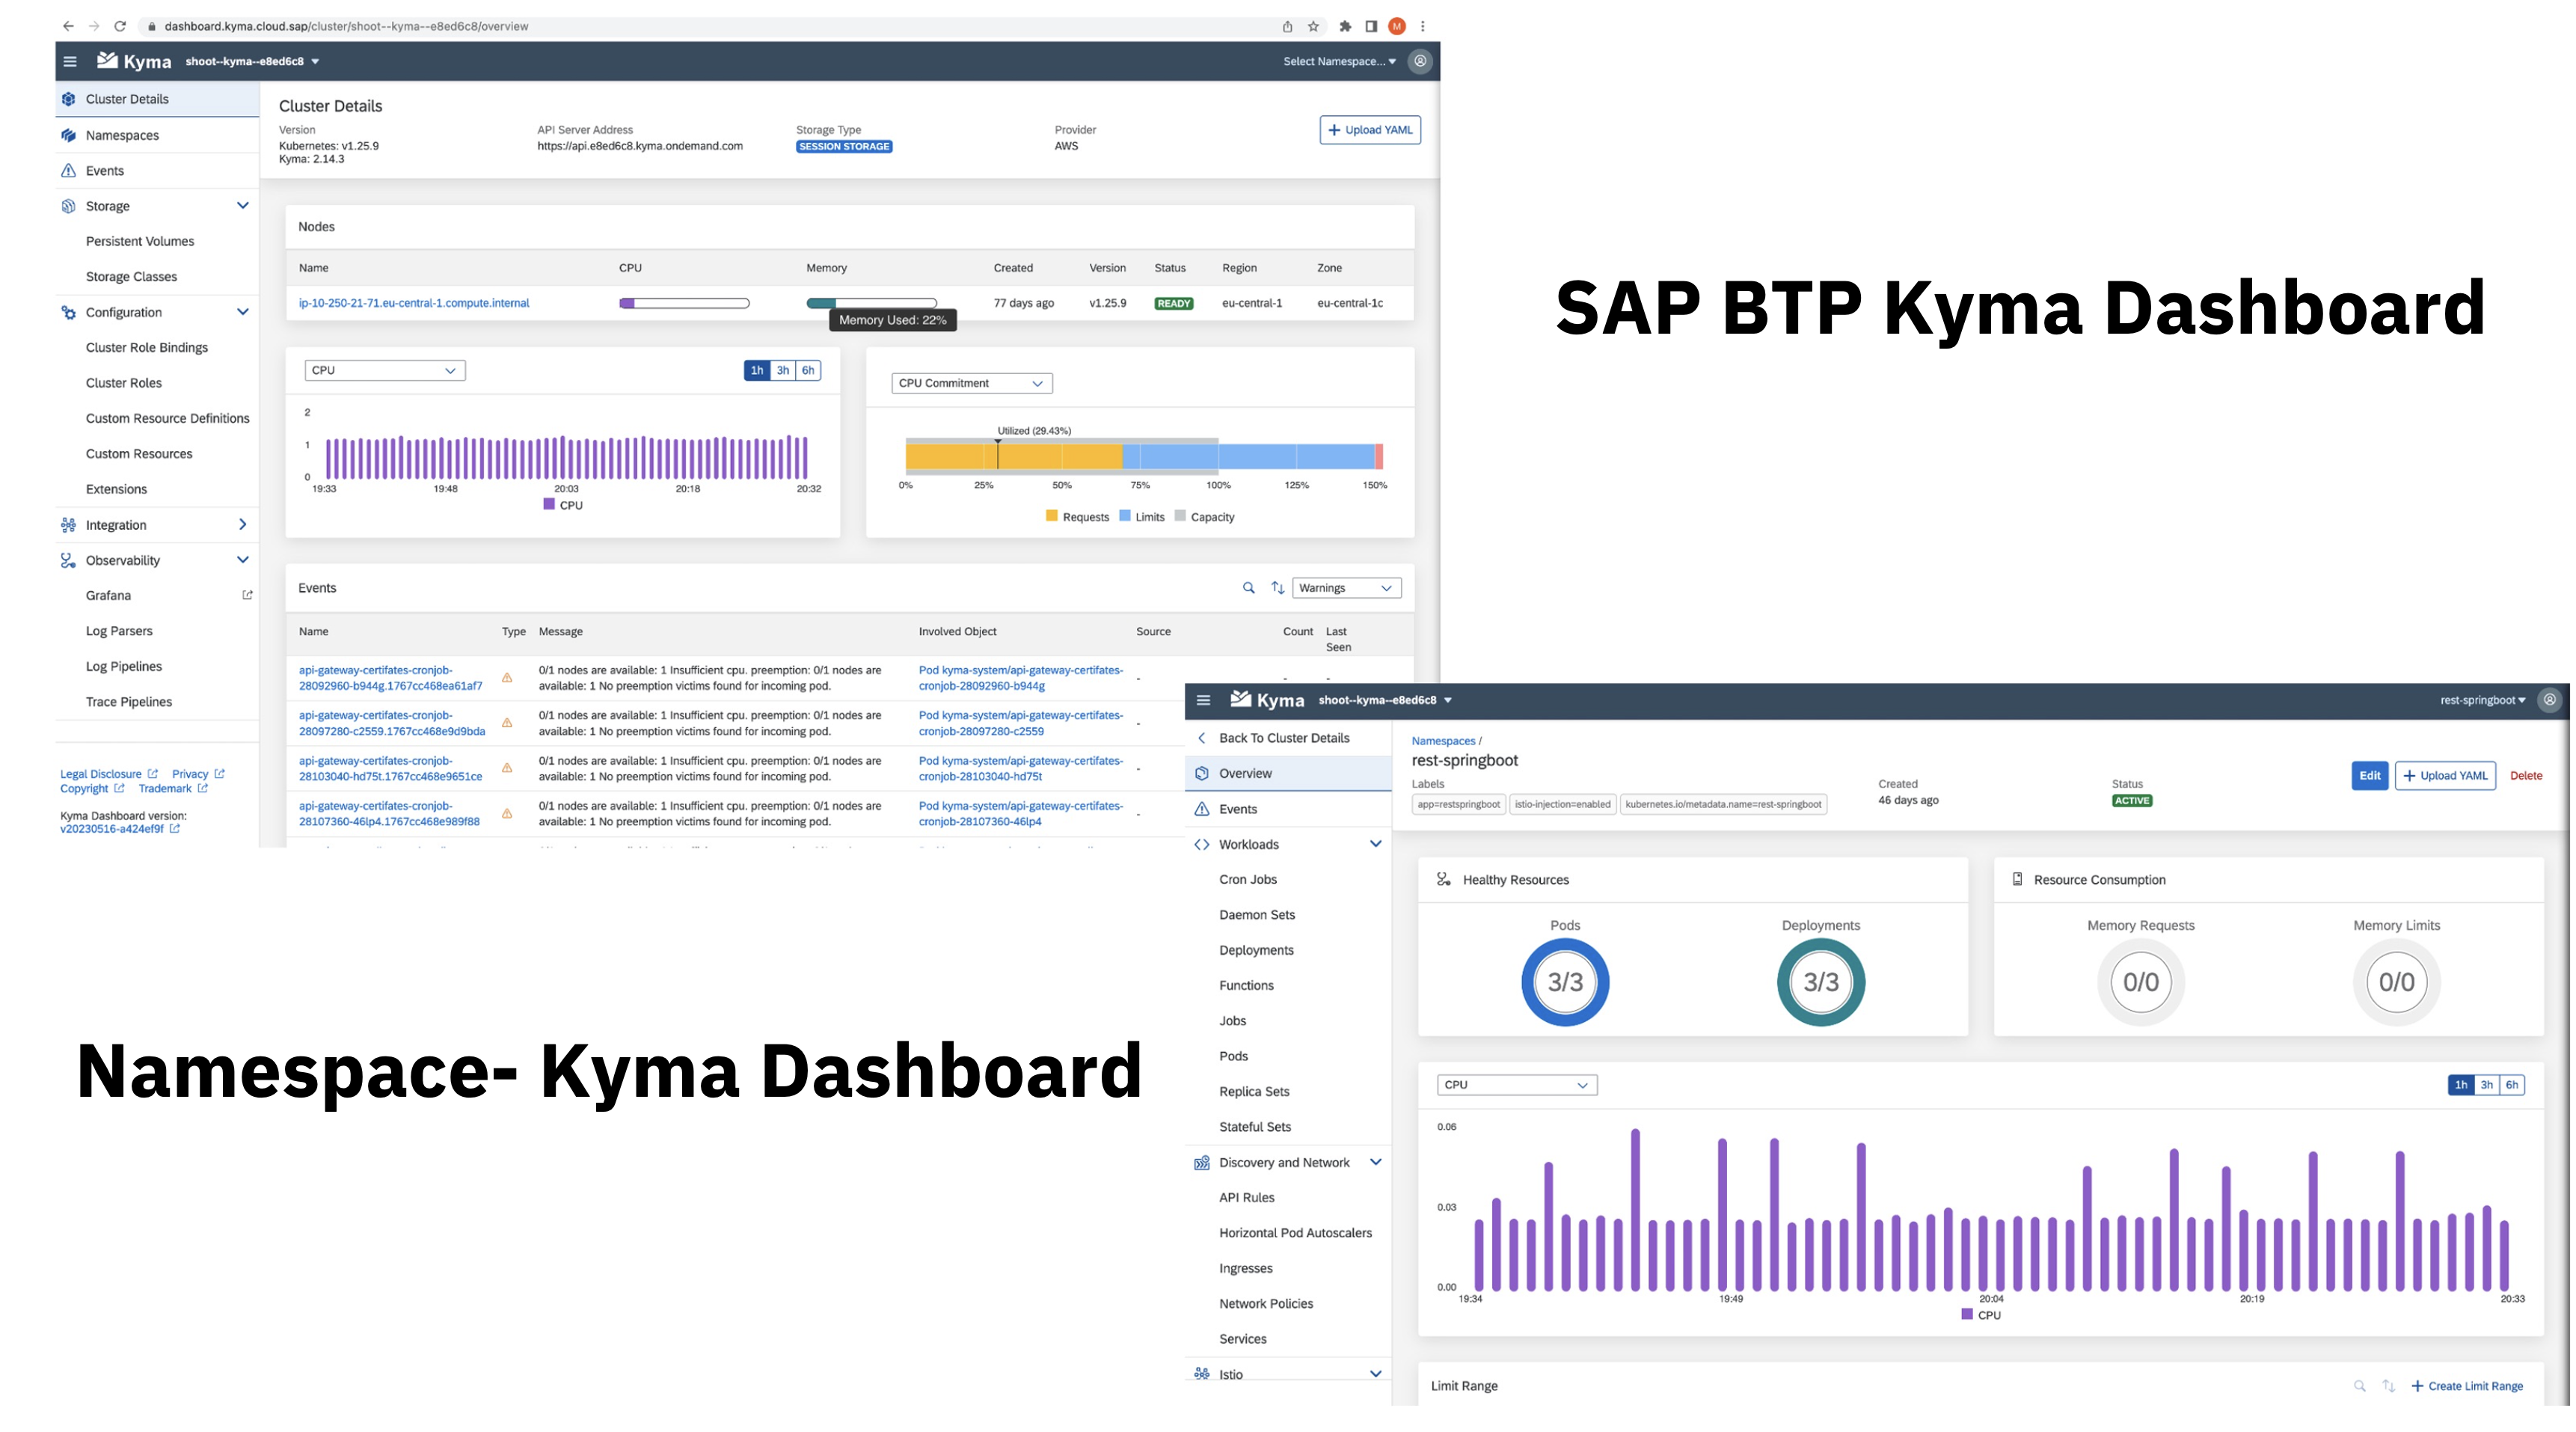 dashboard.kyma.cloud.sap/cluster/shoot--kyma--e8ed6c8/overview
M
Kyma shoot--kyma--e8ed6c8
Select Namespace...
Cluster Details
Namespaces
Events
Storage
Persistent Volumes
Storage Classes
Configuration
Cluster Role Bindings
Cluster Roles
Custom Resource Definitions
Custom Resources
Extensions
Integration
Observability
Grafana
Log Parsers
Log Pipelines
Trace Pipelines
Legal Disclosure Privacy
Copyright Trademark
Kyma Dashboard version:
v20230516-a424ef9f
Cluster Details
Version API Server Address Storage Type Provider
Kubernetes: v1.25.9 https://api.e8ed6c8.kyma.ondemand.com SESSION STORAGE AWS
Kyma: 2.14.3
+ Upload YAML
Nodes
Name CPU Memory Created Version Status Region Zone
ip-10-250-21-71.eu-central-1.compute.internal 77 days ago v1.25.9 READY eu-central-1 eu-central-1c
Memory Used: 22%
CPU 1h 3h 6h
2
1
0
19:33 19:48 20:03 20:18 20:32
CPU
CPU Commitment
Utilized (29.43%)
0% 25% 50% 75% 100% 125% 150%
Requests Limits Capacity
Events Warnings
Name Type Message Involved Object Source Count Last
Seen
api-gateway-certifates-cronjob- 0/1 nodes are available: 1 Insufficient cpu. preemption: 0/1 nodes are Pod kyma-system/api-gateway-certifates- - - -
28092960-b944g.1767cc468ea61af7 available: 1 No preemption victims found for incoming pod. cronjob-28092960-b944g
api-gateway-certifates-cronjob- 0/1 nodes are available: 1 Insufficient cpu. preemption: 0/1 nodes are Pod kyma-system/api-gateway-certifates- -
28097280-c2559.1767cc468e9d9bda available: 1 No preemption victims found for incoming pod. cronjob-28097280-c2559
api-gateway-certifates-cronjob- 0/1 nodes are available: 1 Insufficient cpu. preemption: 0/1 nodes are Pod kyma-system/api-gateway-certifates- -
28103040-hd75t.1767cc468e9651ce available: 1 No preemption victims found for incoming pod. cronjob-28103040-hd75t
api-gateway-certifates-cronjob- 0/1 nodes are available: 1 Insufficient cpu. preemption: 0/1 nodes are Pod kyma-system/api-gateway-certifates- -
28107360-46lp4.1767cc468e989f88 available: 1 No preemption victims found for incoming pod. cronjob-28107360-46lp4
SAP BTP Kyma Dashboard
Namespace- Kyma Dashboard
Kyma shoot--kyma--e8ed6c8
rest-springboot
Back To Cluster Details
Overview
Events
Workloads
Cron Jobs
Daemon Sets
Deployments
Functions
Jobs
Pods
Replica Sets
Stateful Sets
Discovery and Network
API Rules
Horizontal Pod Autoscalers
Ingresses
Network Policies
Services
Istio
Namespaces /
rest-springboot
Labels Created Status
app=restspringboot istio-injection=enabled kubernetes.io/metadata.name=rest-springboot 46 days ago ACTIVE
Edit + Upload YAML Delete
Healthy Resources
Pods Deployments
3/3 3/3
Resource Consumption
Memory Requests Memory Limits
0/0 0/0
CPU 1h 3h 6h
0.06
0.03
0.00
19:34 19:49 20:04 20:19 20:33
CPU
Limit Range + Create Limit Range